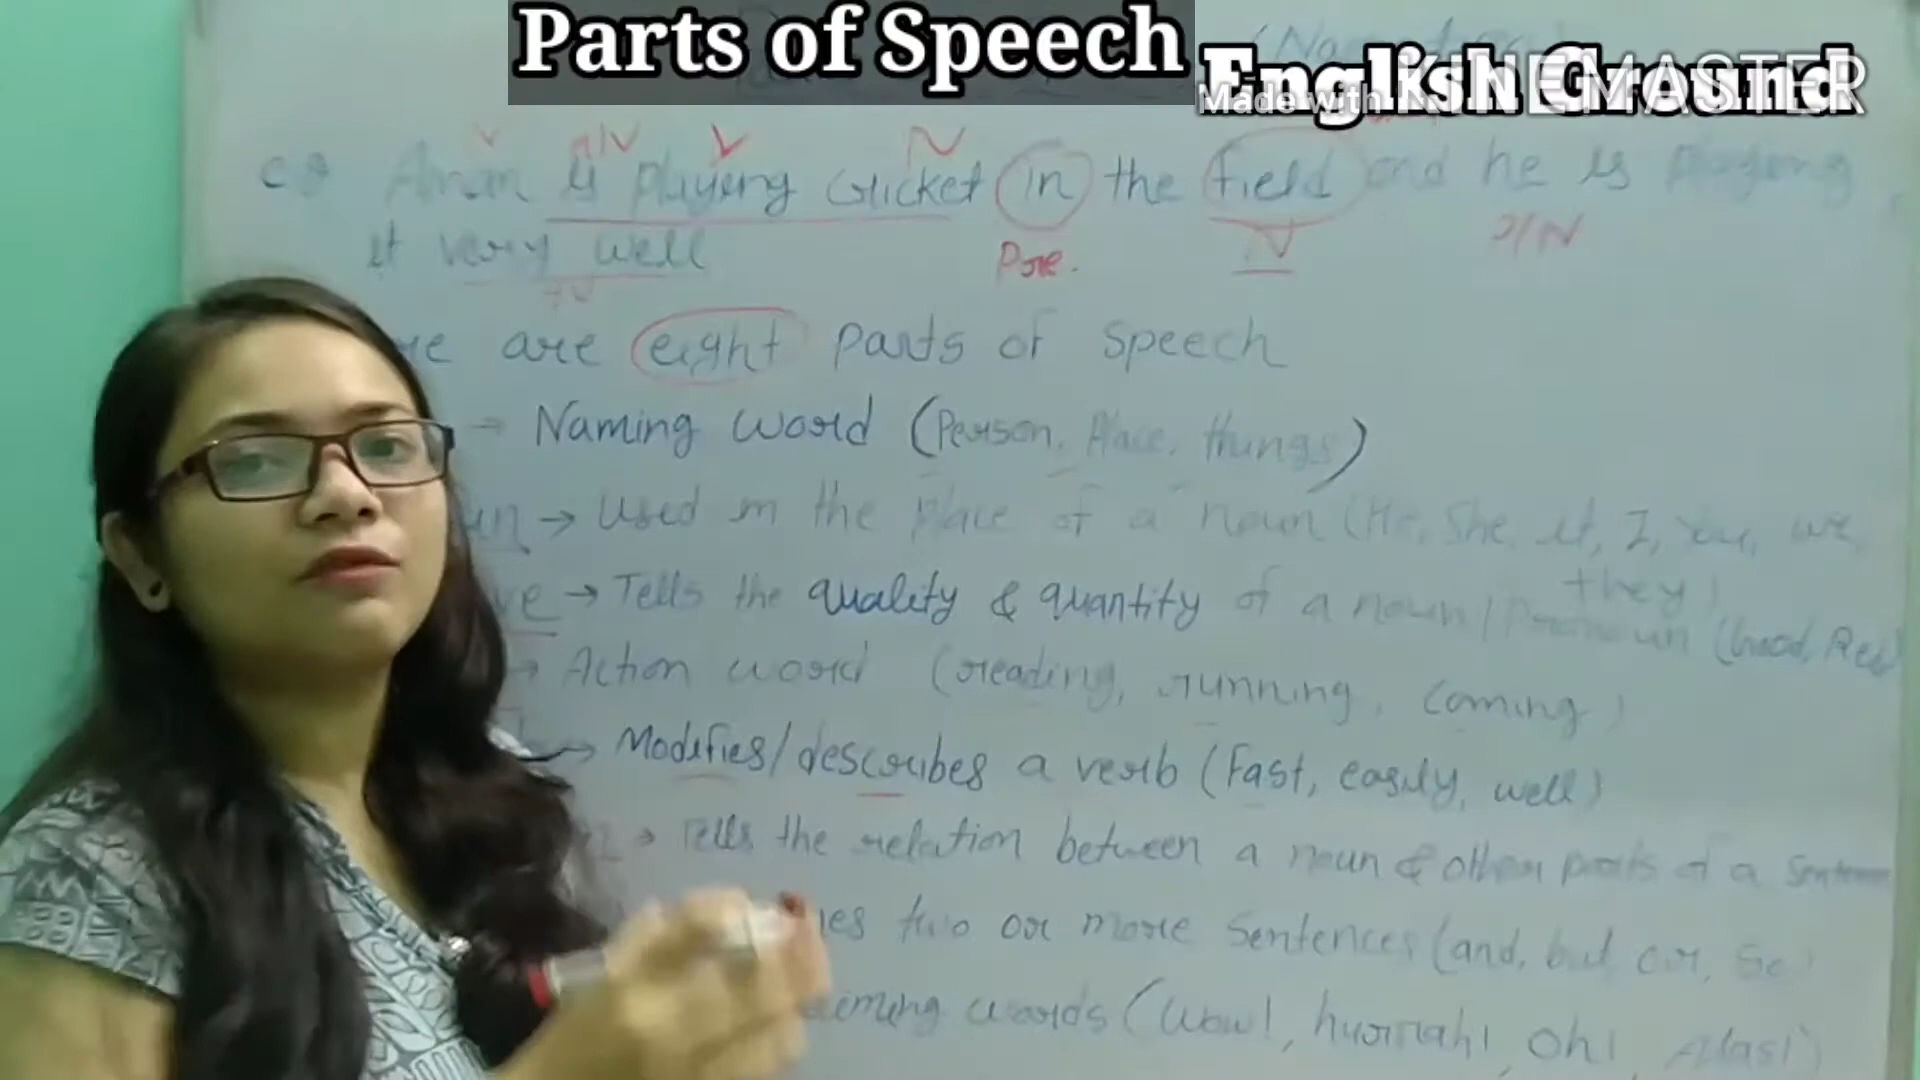 Parts of Speech
English Ground
Made with KINEMASTER
e.g Aman is playing cricket in the field and he is playing
it very well
Pre. N
are eight parts of speech
→ Naming word (Person, Place, things)
un → Used in the place of a noun (He, She, it, I, You, we,
they)
ve → Tells the quality & quantity of a noun/Pronoun (Good, Red)
→ Action word (reading, running, coming)
→ Modifies/describes a verb (Fast, easily, well)
→ Tells the relation between a noun & other parts of a sentence
two or more sentences (and, but, or, so)
words (Wow!, hurrah!, Oh!, Alas!)